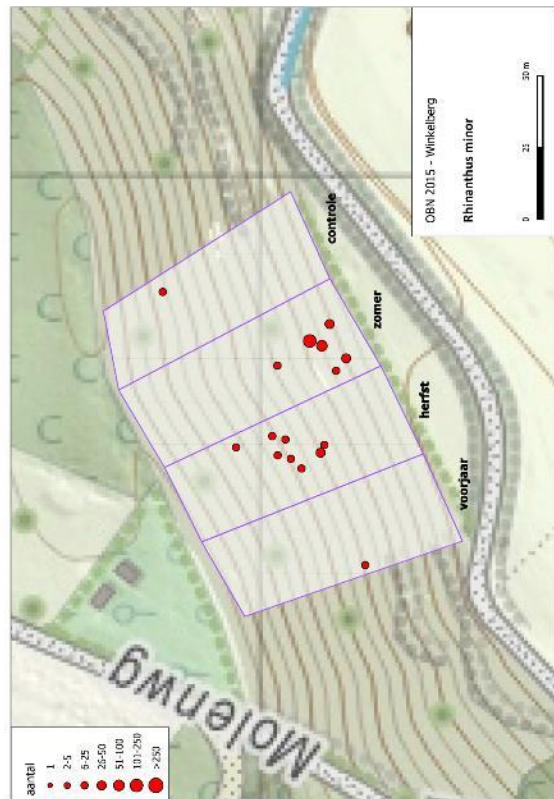 OBN 2015 - Winkelberg
Rhinanthus minor
0 25 50 m
controle
zomer
herfst
voorjaar
Molenwg
aantal
1
2-5
6-25
26-50
51-100
101-250
>250